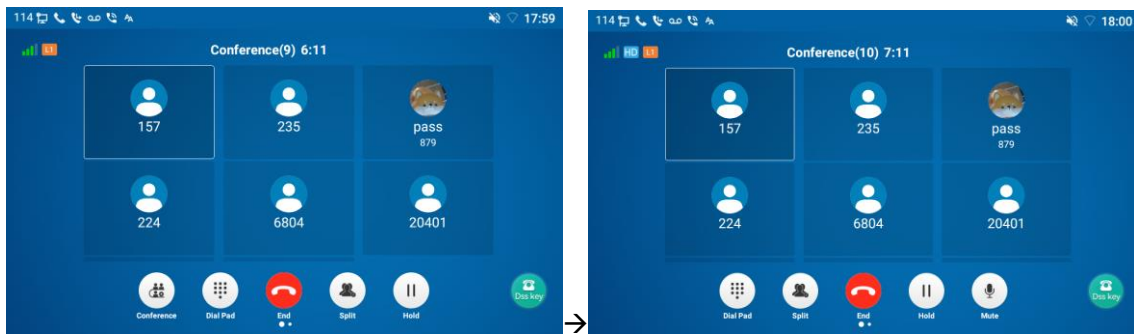 114 17:59
L1 Conference(9) 6:11
157 235 pass
879
224 6804 20401
Conference Dial Pad End Split Hold
Dss key
→
114 18:00
HD L1 Conference(10) 7:11
157 235 pass
879
224 6804 20401
Dial Pad Split End Hold Mute
Dss key